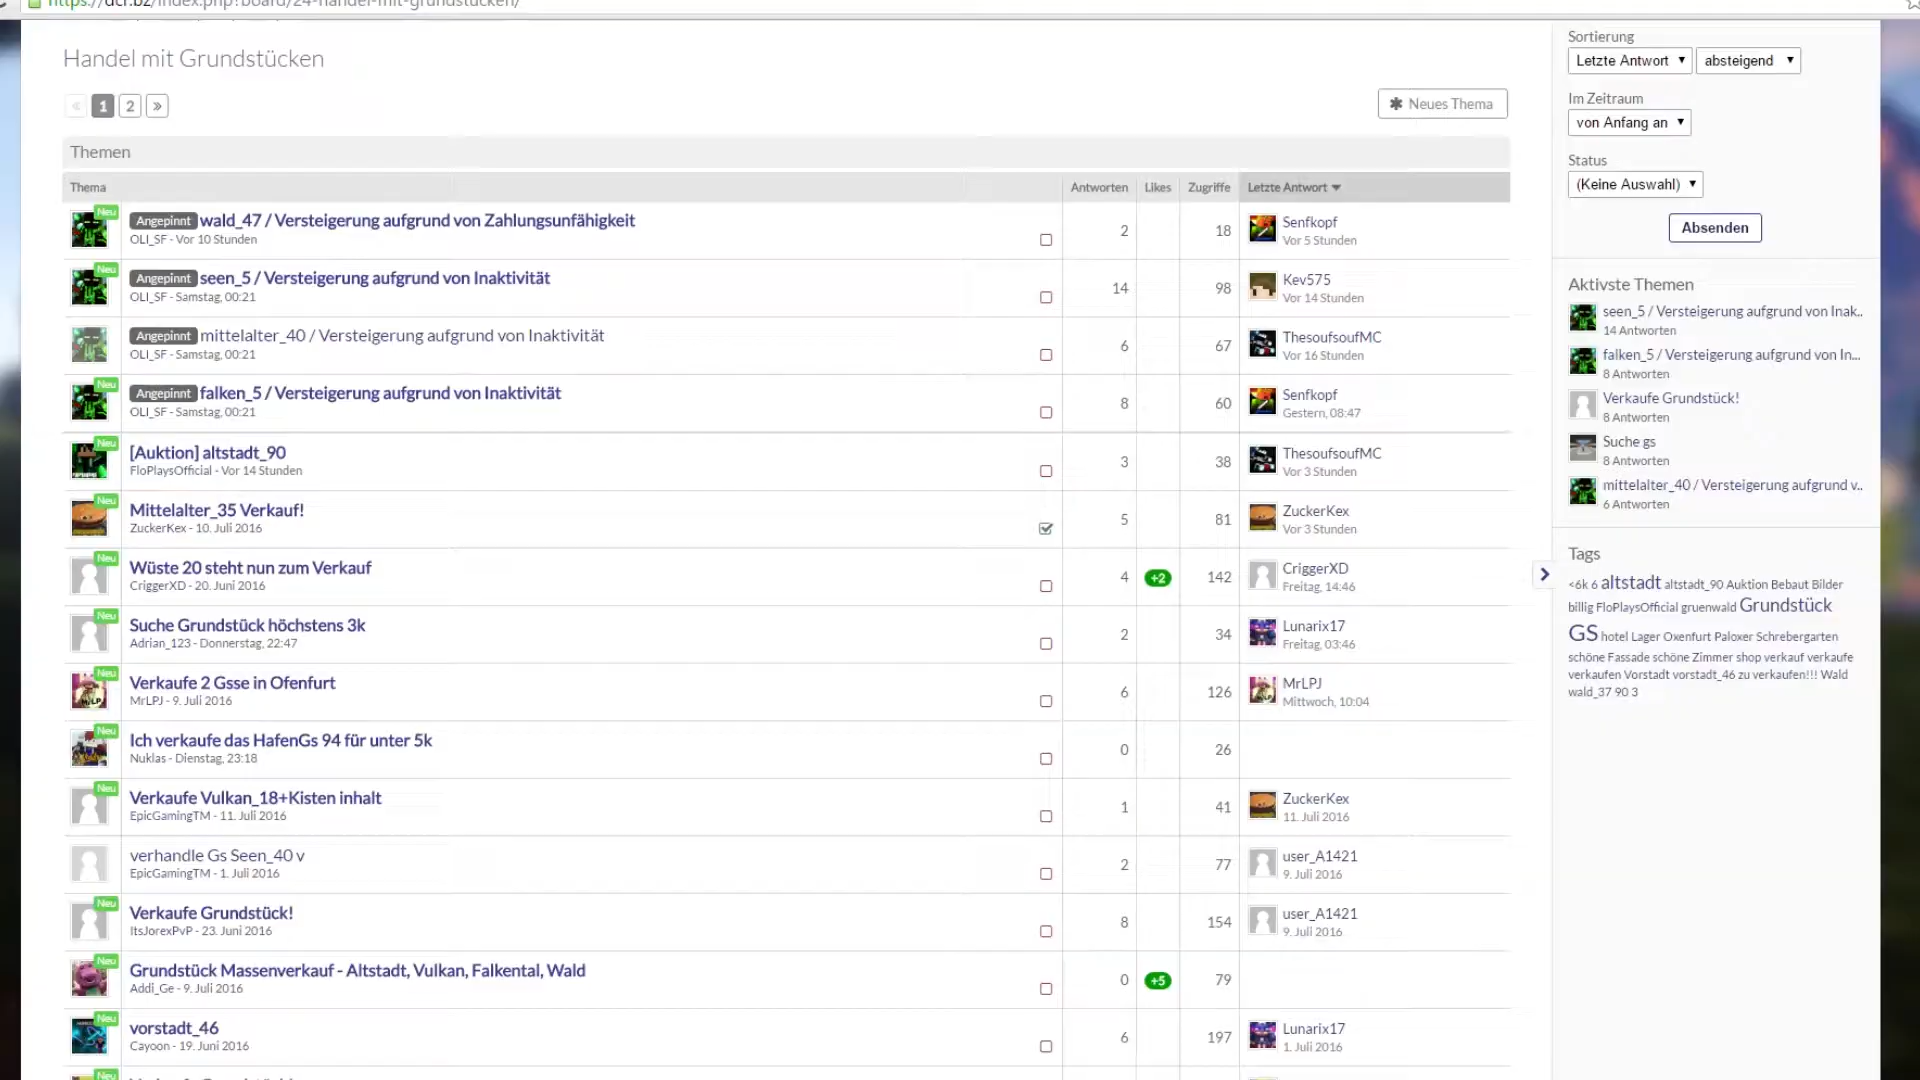 https://dcr.bz/index.php?board/24-handel-mit-grundstücken/
Handel mit Grundstücken
« 1 2 »
✱ Neues Thema
Themen
Thema Antworten Likes Zugriffe Letzte Antwort ▼
Neu
Angepinnt wald_47 / Versteigerung aufgrund von Zahlungsunfähigkeit
OLI_SF - Vor 10 Stunden
2 18
Senfkopf
Vor 5 Stunden
Neu
Angepinnt seen_5 / Versteigerung aufgrund von Inaktivität
OLI_SF - Samstag, 00:21
14 98
Kev575
Vor 14 Stunden
Angepinnt mittelalter_40 / Versteigerung aufgrund von Inaktivität
OLI_SF - Samstag, 00:21
6 67
ThesoufsoufMC
Vor 16 Stunden
Neu
Angepinnt falken_5 / Versteigerung aufgrund von Inaktivität
OLI_SF - Samstag, 00:21
8 60
Senfkopf
Gestern, 08:47
Neu
[Auktion] altstadt_90
FloPlaysOfficial - Vor 14 Stunden
3 38
ThesoufsoufMC
Vor 3 Stunden
Neu
Mittelalter_35 Verkauf!
ZuckerKex - 10. Juli 2016
5 81
ZuckerKex
Vor 3 Stunden
Neu
Wüste 20 steht nun zum Verkauf
CriggerXD - 20. Juni 2016
4 +2 142
CriggerXD
Freitag, 14:46
Neu
Suche Grundstück höchstens 3k
Adrian_123 - Donnerstag, 22:47
2 34
Lunarix17
Freitag, 03:46
Neu
Verkaufe 2 Gsse in Ofenfurt
MrLPJ - 9. Juli 2016
6 126
MrLPJ
Mittwoch, 10:04
Neu
Ich verkaufe das HafenGs 94 für unter 5k
Nuklas - Dienstag, 23:18
0 26
Neu
Verkaufe Vulkan_18+Kisten inhalt
EpicGamingTM - 11. Juli 2016
1 41
ZuckerKex
11. Juli 2016
verhandle Gs Seen_40 v
EpicGamingTM - 1. Juli 2016
2 77
user_A1421
9. Juli 2016
Neu
Verkaufe Grundstück!
ItsJorexPvP - 23. Juni 2016
8 154
user_A1421
9. Juli 2016
Neu
Grundstück Massenverkauf - Altstadt, Vulkan, Falkental, Wald
Addi_Ge - 9. Juli 2016
0 +5 79
Neu
vorstadt_46
Cayoon - 19. Juni 2016
6 197
Lunarix17
1. Juli 2016
Neu
Sortierung
Letzte Antwort ▼ absteigend ▼
Im Zeitraum
von Anfang an ▼
Status
(Keine Auswahl) ▼
Absenden
Aktivste Themen
seen_5 / Versteigerung aufgrund von Inak..
14 Antworten
falken_5 / Versteigerung aufgrund von In...
8 Antworten
Verkaufe Grundstück!
8 Antworten
Suche gs
8 Antworten
mittelalter_40 / Versteigerung aufgrund v..
6 Antworten
Tags
<6k 6 altstadt altstadt_90 Auktion Bebaut Bilder
billig FloPlaysOfficial gruenwald Grundstück
GS hotel Lager Oxenfurt Paloxer Schrebergarten
schöne Fassade schöne Zimmer shop verkauf verkaufe
verkaufen Vorstadt vorstadt_46 zu verkaufen!!! Wald
wald_37 90 3